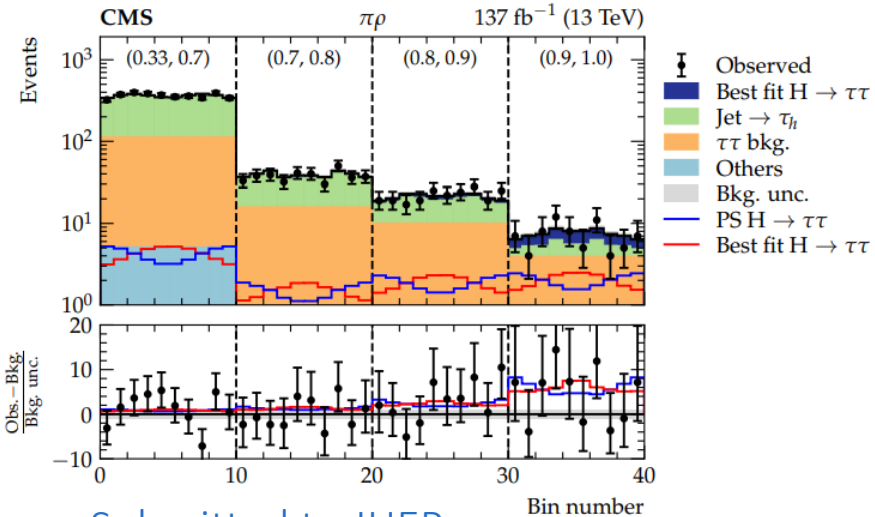 CMS πρ 137 fb⁻¹ (13 TeV)
Events
10³
10²
10¹
10⁰
(0.33, 0.7) (0.7, 0.8) (0.8, 0.9) (0.9, 1.0)
Observed
Best fit H → ττ
Jet → τₕ
ττ bkg.
Others
Bkg. unc.
PS H → ττ
Best fit H → ττ
Obs.−Bkg.
Bkg. unc.
20
10
0
−10
0 10 20 30 40
Bin number